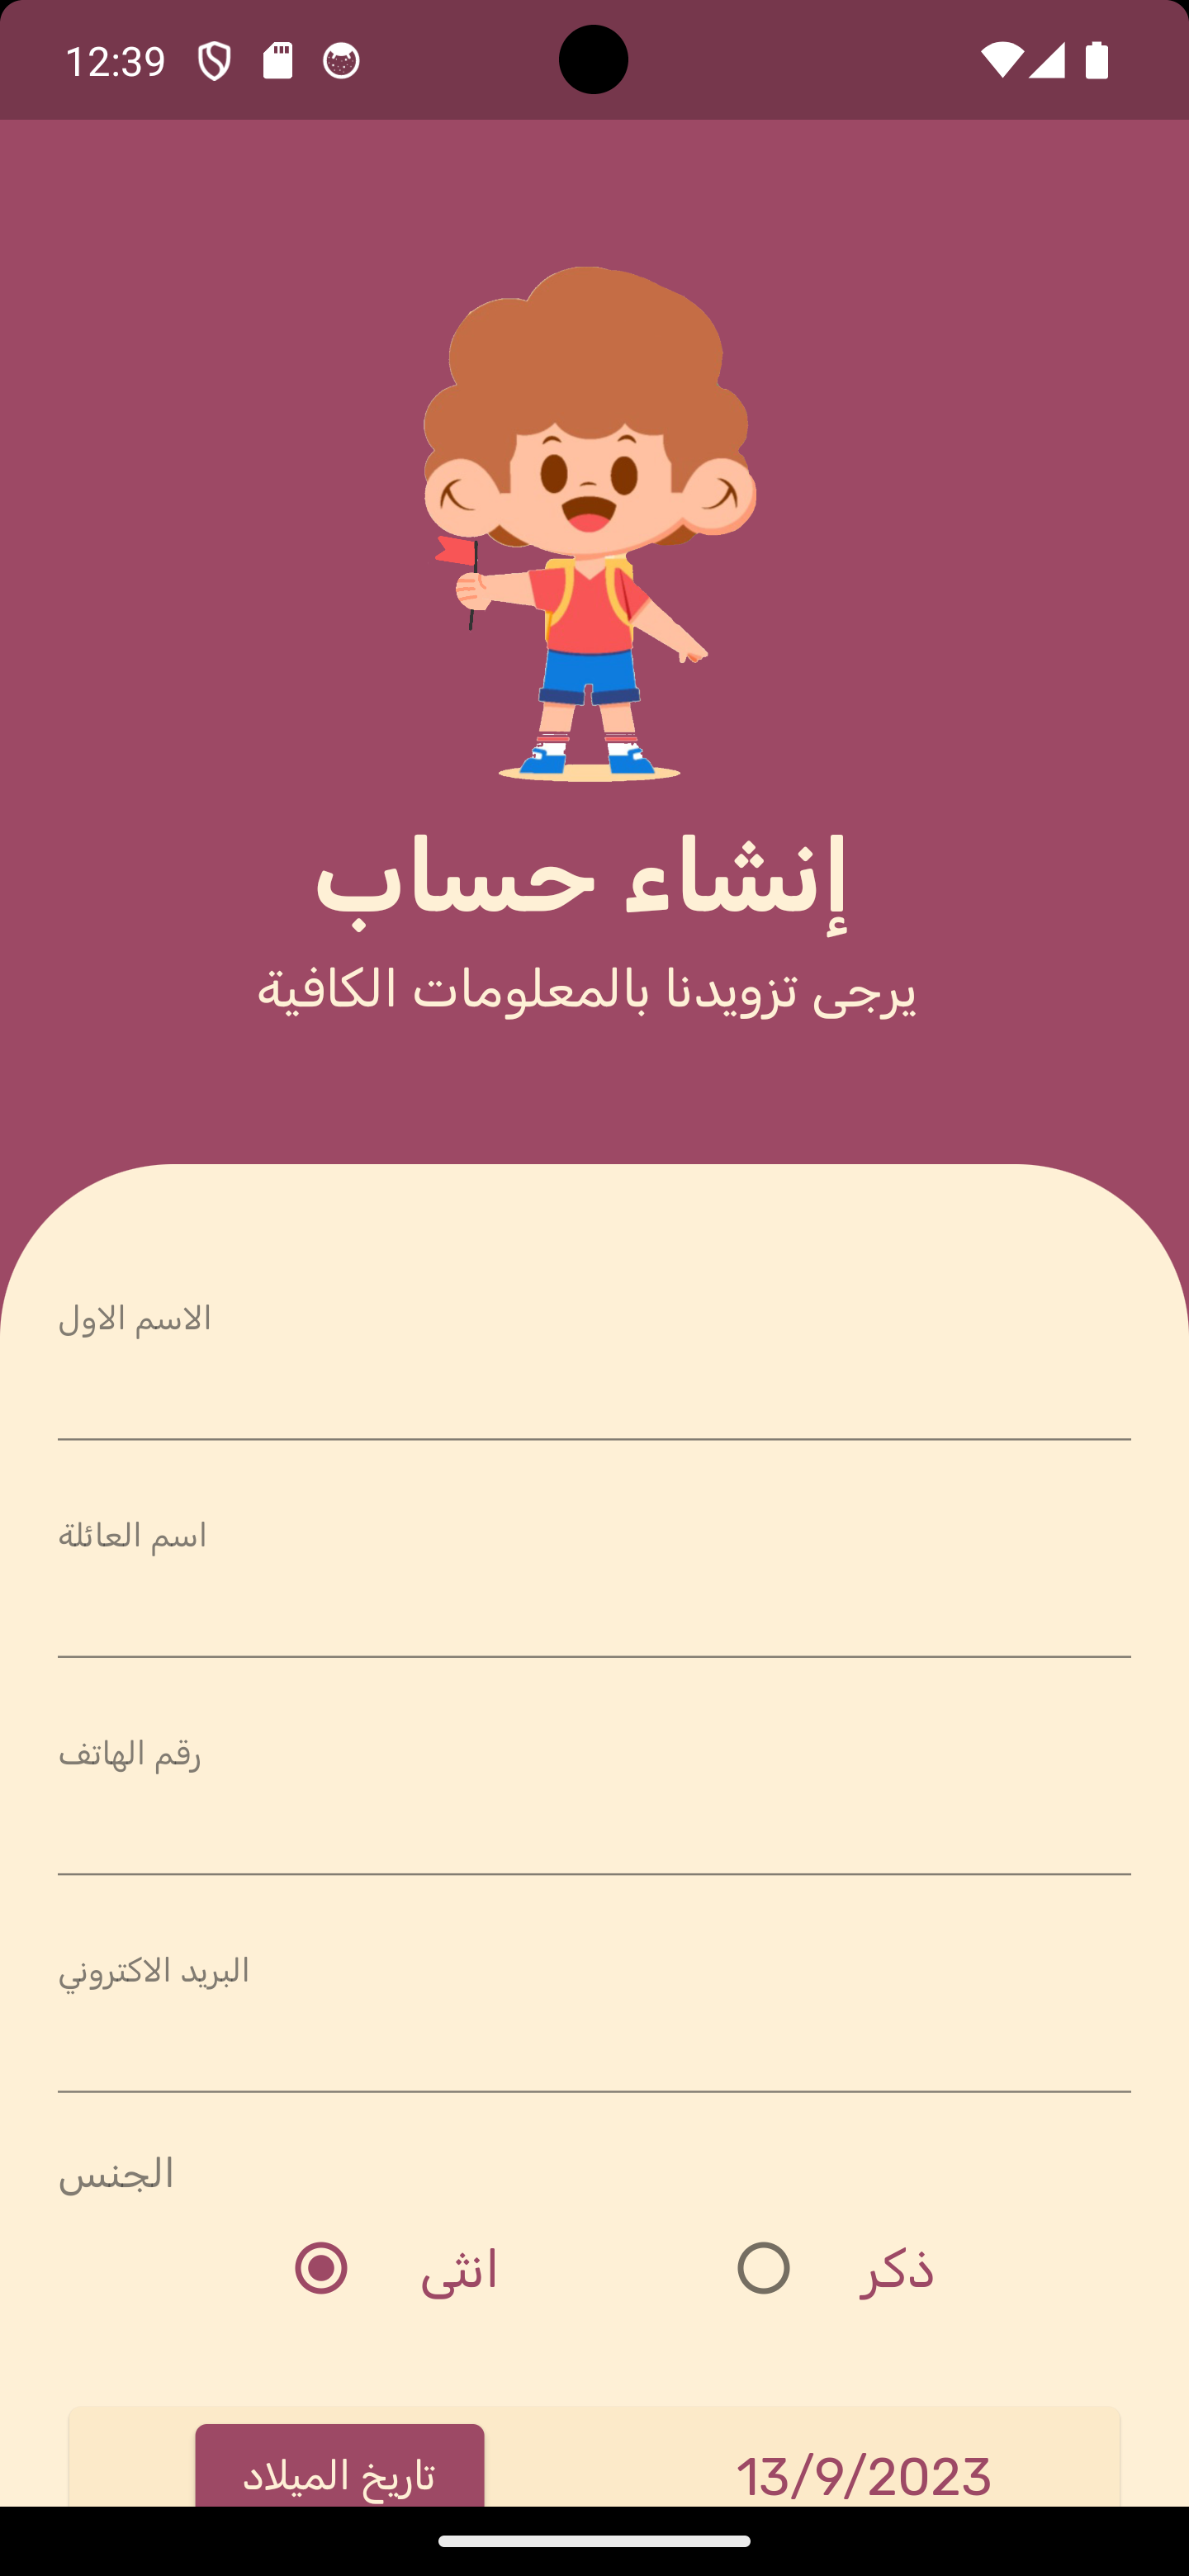 12:39
إنشاء حساب
يرجى تزويدنا بالمعلومات الكافية
الاسم الاول
اسم العائلة
رقم الهاتف
البريد الاكتروني
الجنس
انثى
ذكر
تاريخ الميلاد
13/9/2023